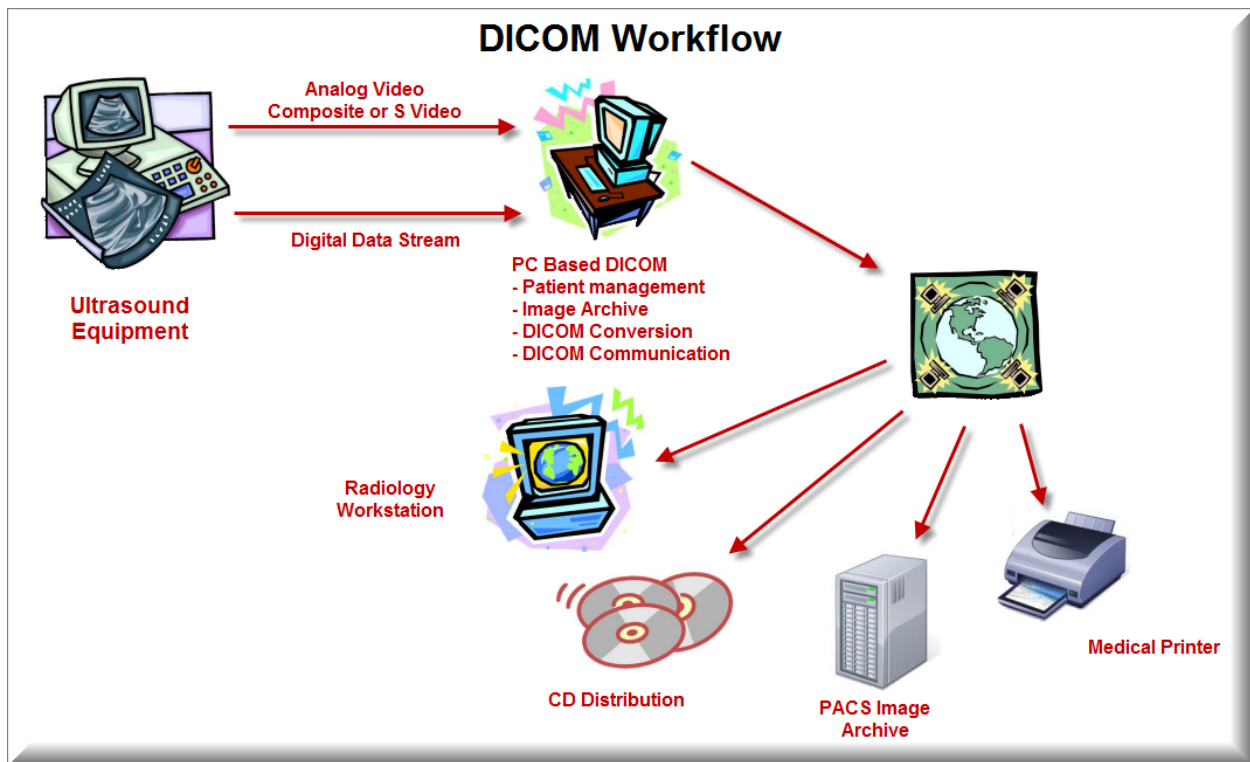 DICOM Workflow
Analog Video
Composite or S Video
Digital Data Stream
Ultrasound
Equipment
PC Based DICOM
- Patient management
- Image Archive
- DICOM Conversion
- DICOM Communication
Radiology
Workstation
CD Distribution
PACS Image
Archive
Medical Printer